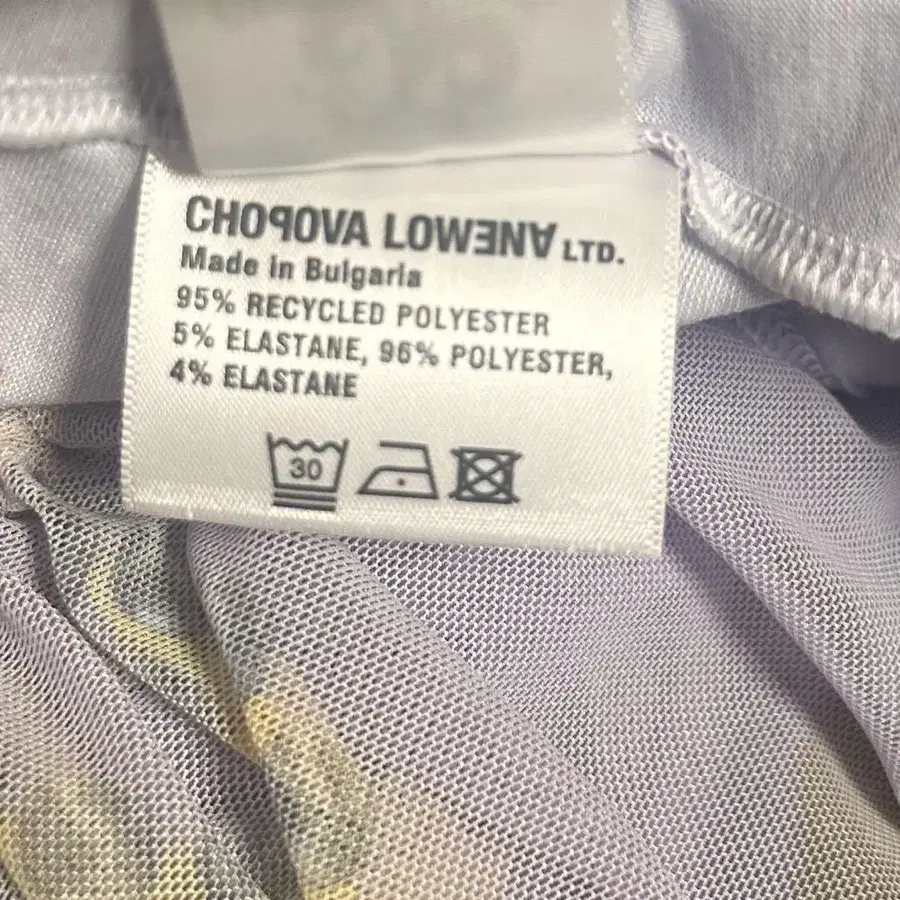 CHOPOVA LOWENA LTD.
Made in Bulgaria
95% RECYCLED POLYESTER
5% ELASTANE, 96% POLYESTER,
4% ELASTANE
30